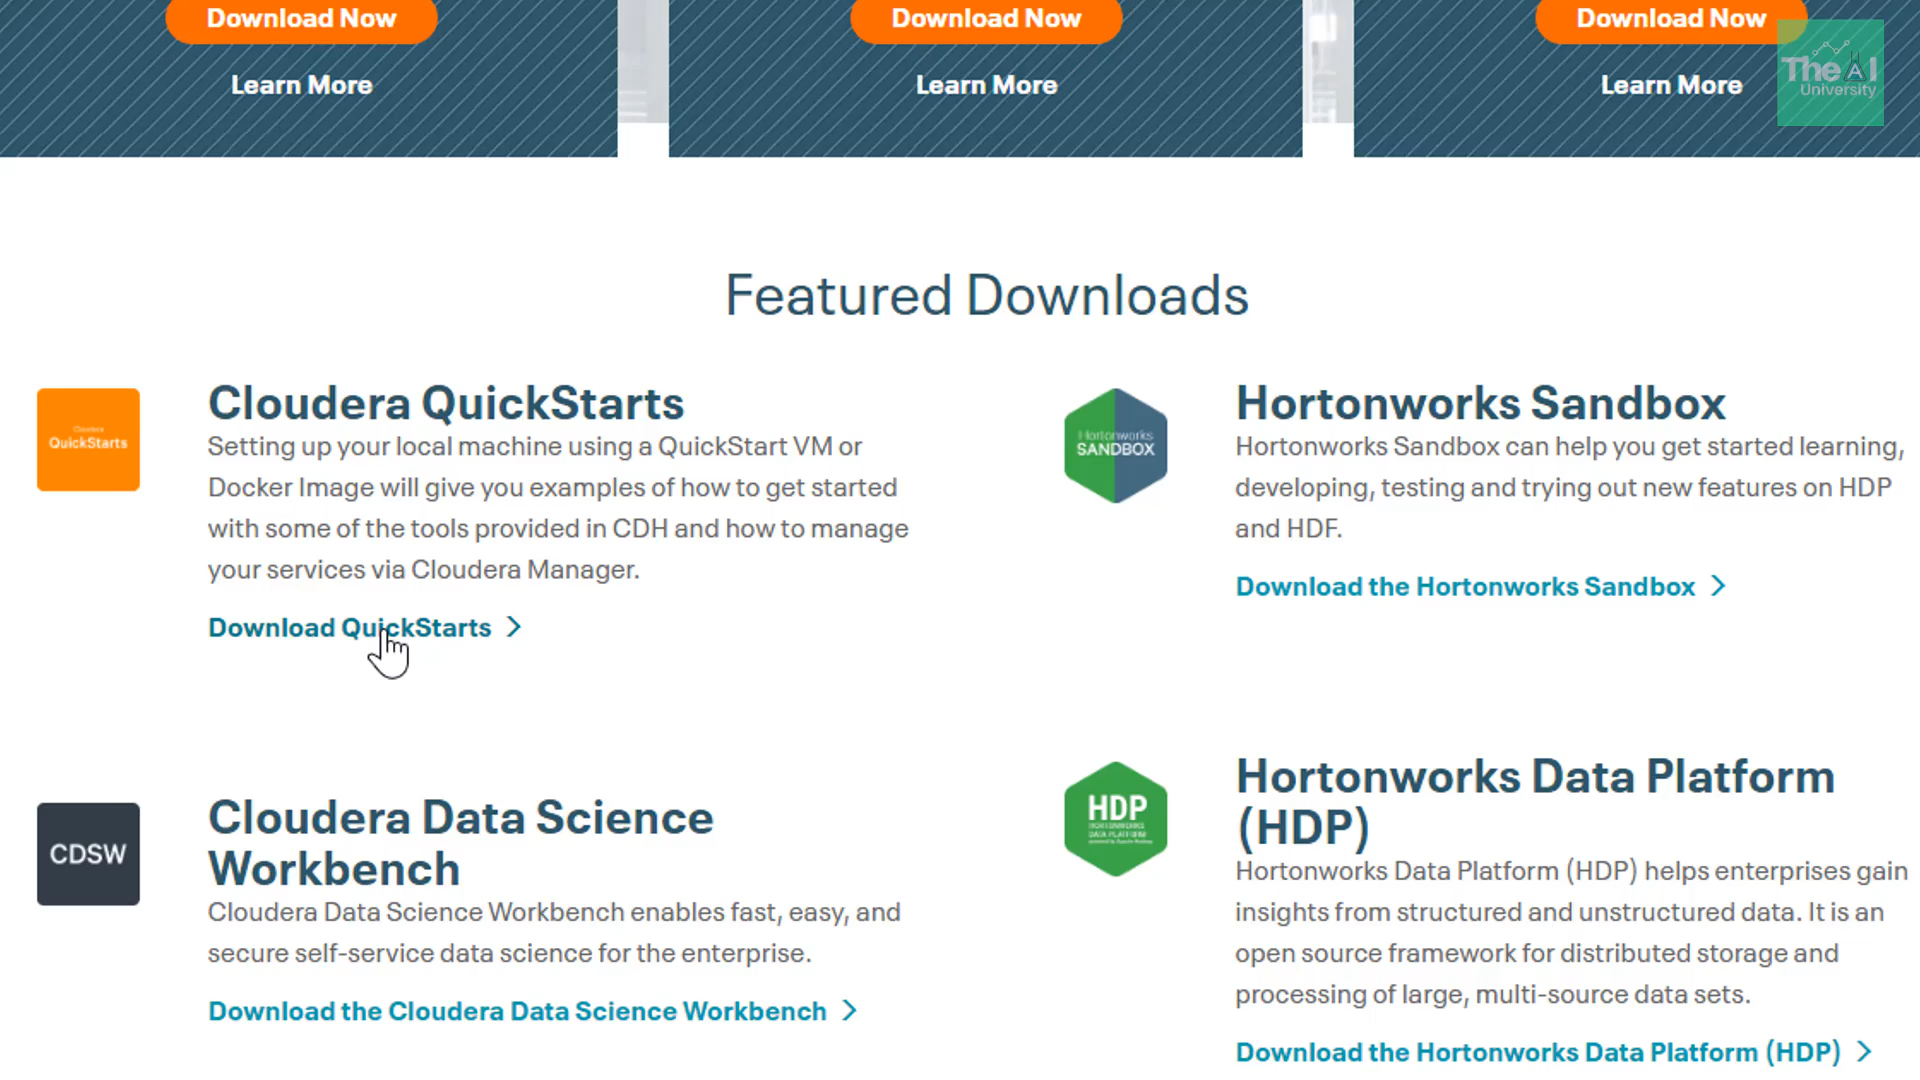 Download Now
Learn More
Download Now
Learn More
Download Now
Learn More
The AI
University
Featured Downloads
Cloudera
QuickStarts
Cloudera QuickStarts
Setting up your local machine using a QuickStart VM or
Docker Image will give you examples of how to get started
with some of the tools provided in CDH and how to manage
your services via Cloudera Manager.
Download QuickStarts
Hortonworks
SANDBOX
Hortonworks Sandbox
Hortonworks Sandbox can help you get started learning,
developing, testing and trying out new features on HDP
and HDF.
Download the Hortonworks Sandbox
CDSW
Cloudera Data Science
Workbench
Cloudera Data Science Workbench enables fast, easy, and
secure self-service data science for the enterprise.
Download the Cloudera Data Science Workbench
HDP
HORTONWORKS
DATA PLATFORM
Hortonworks Data Platform
(HDP)
Hortonworks Data Platform (HDP) helps enterprises gain
insights from structured and unstructured data. It is an
open source framework for distributed storage and
processing of large, multi-source data sets.
Download the Hortonworks Data Platform (HDP)